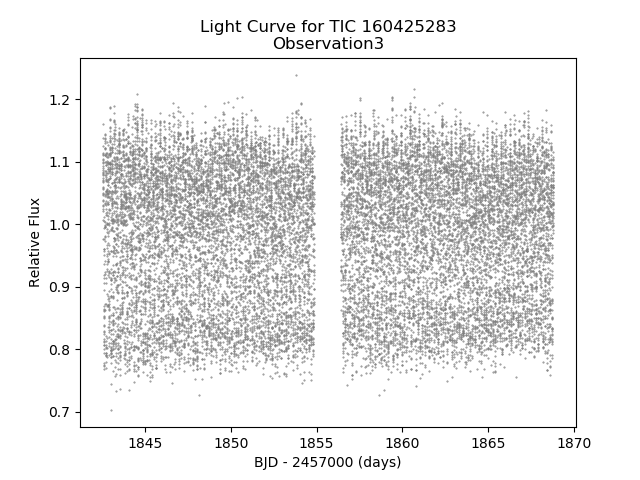 Light Curve for TIC 160425283
Observation3
1.2
1.1
1.0
0.9
0.8
0.7
Relative Flux
1845 1850 1855 1860 1865 1870
BJD - 2457000 (days)